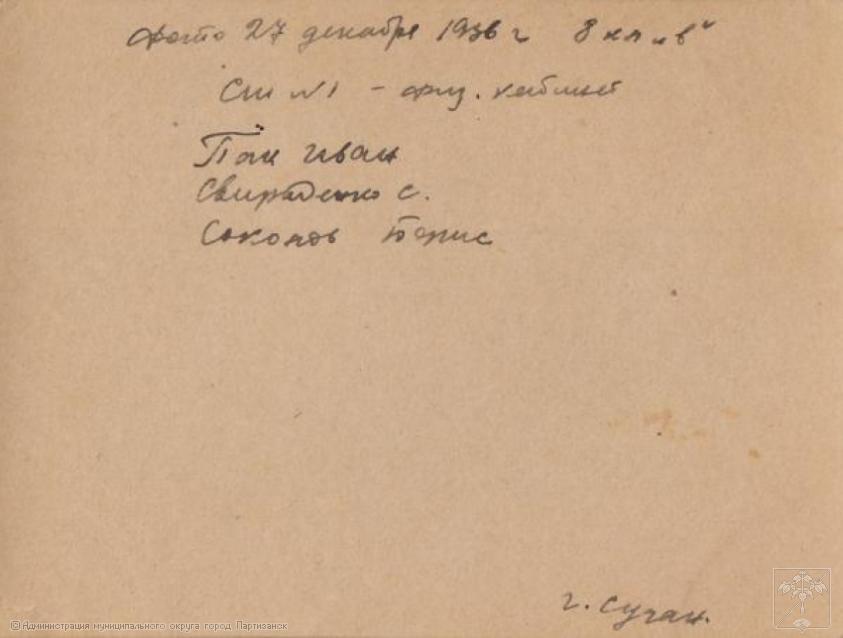 Фото 27 декабря 1936 г 8 кл „в“
Сш №1 - физ. кабинет
Пак Иван
Свириденко С.
Соколов Борис
г. Сучан.
©Администрация муниципального округа город Партизанск